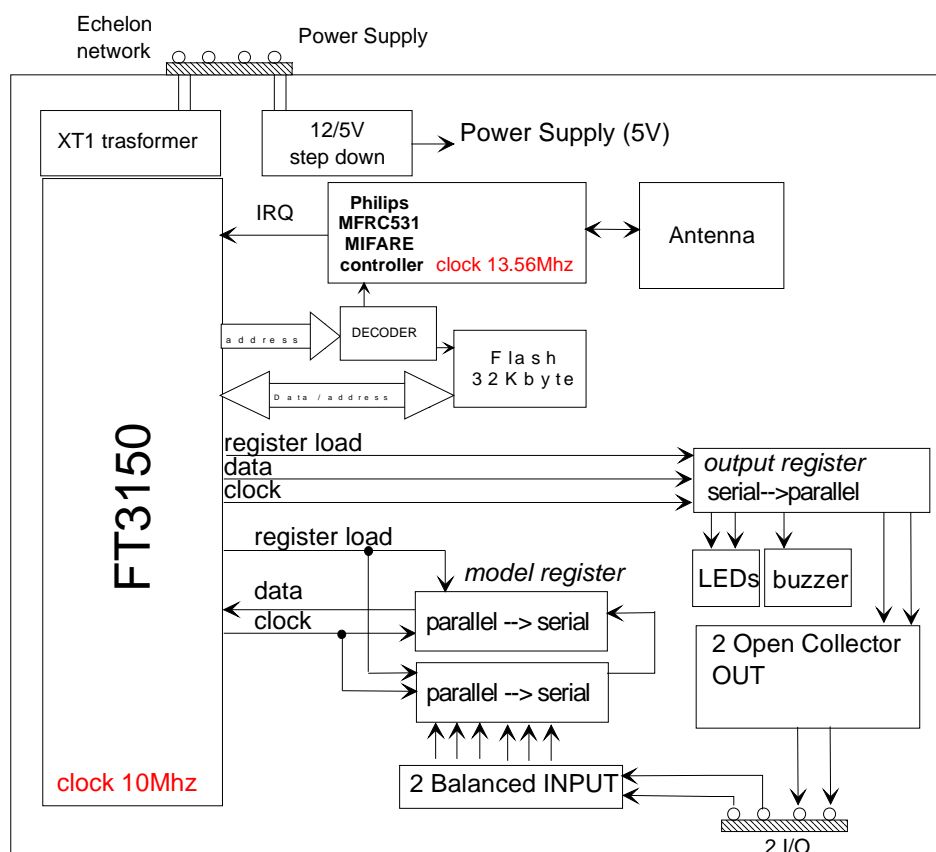 Echelon
network
Power Supply
XT1 trasformer
12/5V
step down
Power Supply (5V)
IRQ
Philips
MFRC531
MIFARE
controller
clock 13.56Mhz
Antenna
address
DECODER
Flash
32Kbyte
Data / address
FT3150
register load
data
clock
output register
serial-->parallel
register load
model register
LEDs
buzzer
data
parallel --> serial
clock
2 Open Collector
OUT
parallel --> serial
clock 10Mhz
2 Balanced INPUT
2 I/O